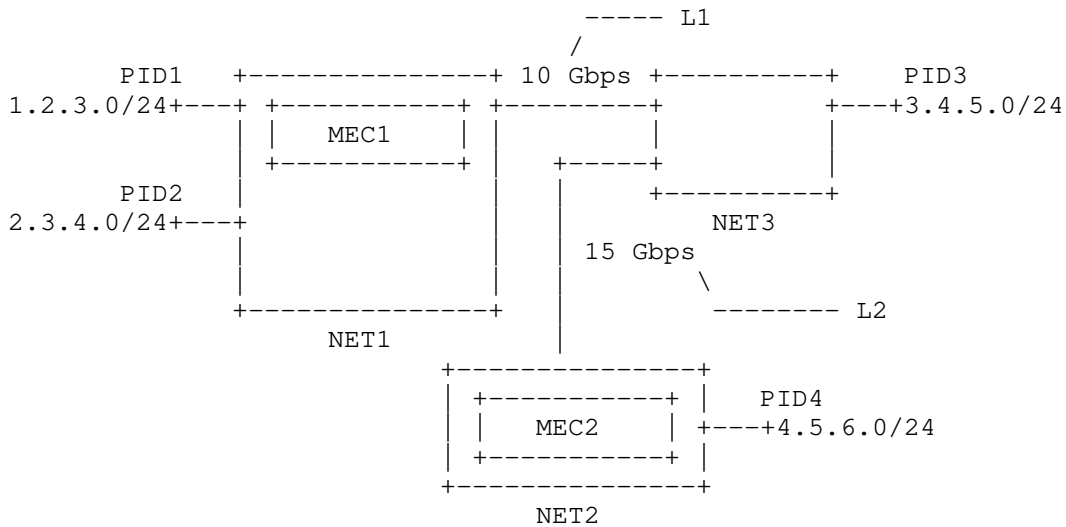 ----- L1
/
PID1 +--------------+ 10 Gbps +----------+ PID3
1.2.3.0/24+---+ +-----------+ +---------+ +---+3.4.5.0/24
| | MEC1 | | | |
| +-----------+ | +-----+ |
PID2 | | | +----------+
2.3.4.0/24+---+ | | NET3
| | | 15 Gbps
| | | \
+--------------+ | -------- L2
NET1 |
+--------------+
| +-----------+ | PID4
| | MEC2 | +---+4.5.6.0/24
| +-----------+ |
+--------------+
NET2